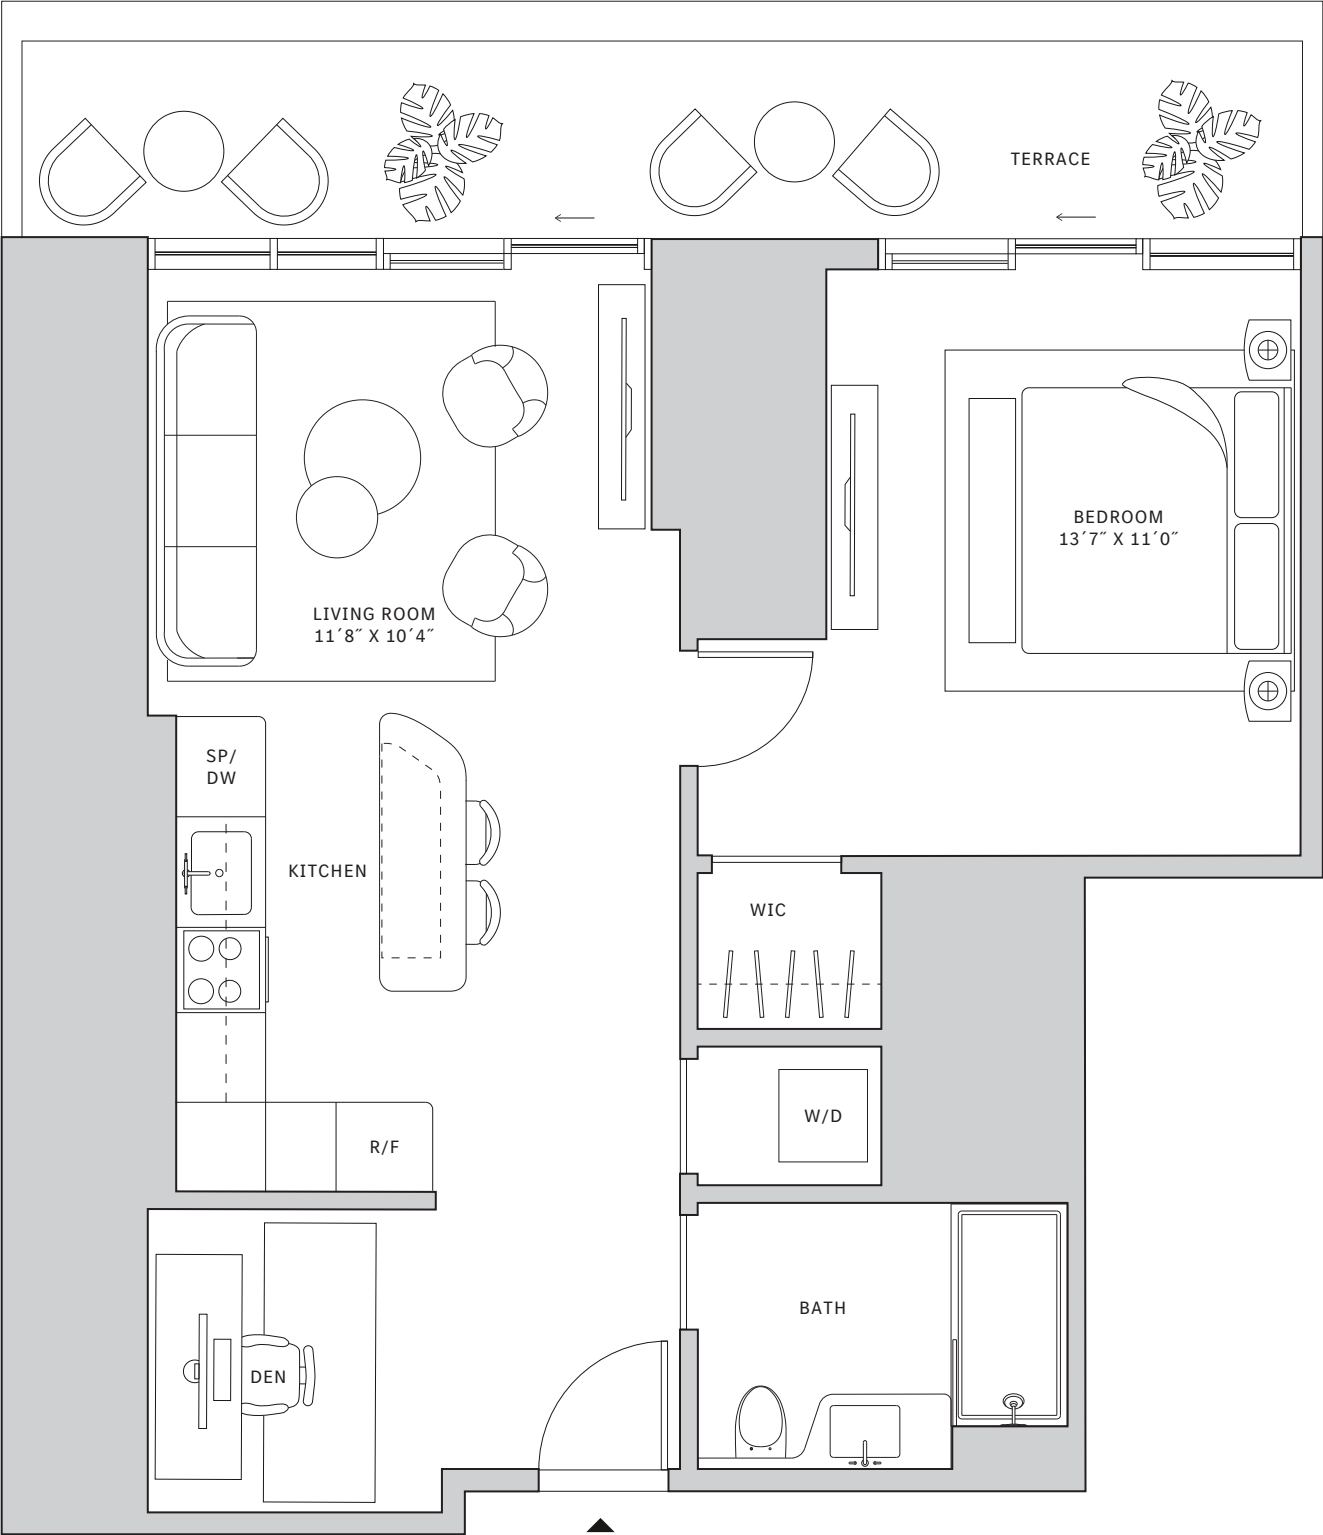 TERRACE
BEDROOM
13´7˝ X 11´0˝
LIVING ROOM
11´8˝ X 10´4˝
SP/
DW
KITCHEN
WIC
W/D
R/F
BATH
DEN